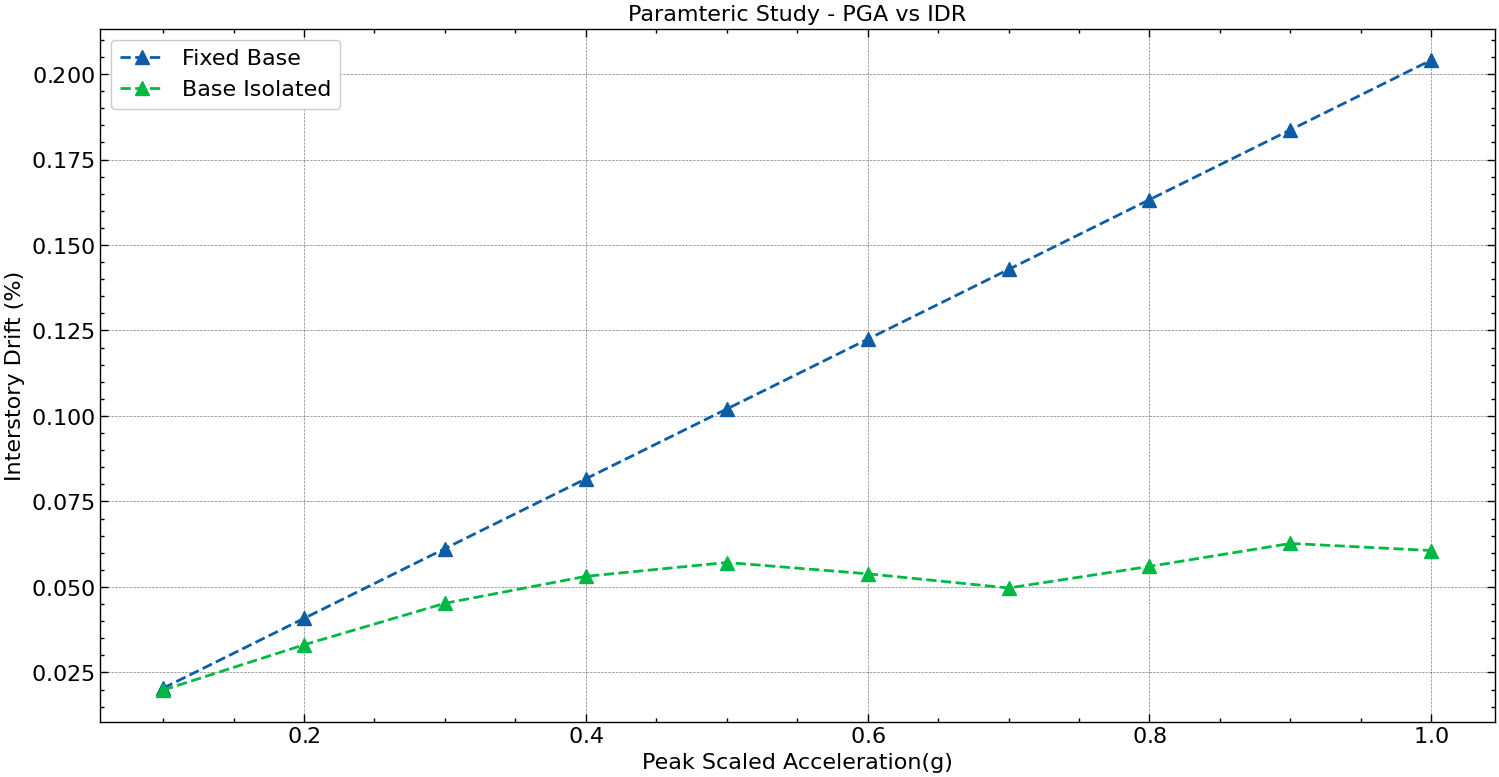 Paramteric Study - PGA vs IDR
Fixed Base
Base Isolated
Interstory Drift (%)
0.200
0.175
0.150
0.125
0.100
0.075
0.050
0.025
0.2
0.4
0.6
0.8
1.0
Peak Scaled Acceleration(g)